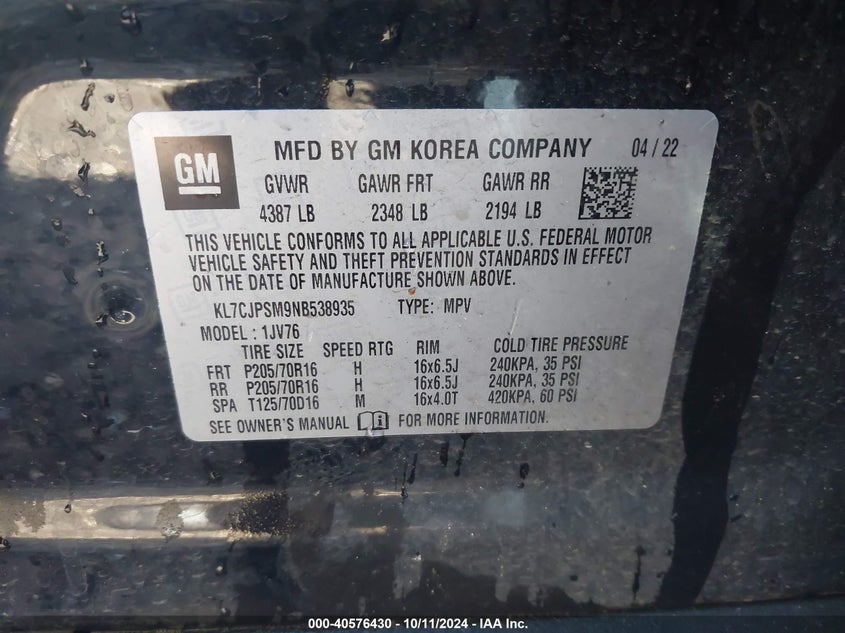 GM
MFD BY GM KOREA COMPANY 04 / 22
GVWR GAWR FRT GAWR RR
4387 LB 2348 LB 2194 LB
THIS VEHICLE CONFORMS TO ALL APPLICABLE U.S. FEDERAL MOTOR
VEHICLE SAFETY AND THEFT PREVENTION STANDARDS IN EFFECT
ON THE DATE OF MANUFACTURE SHOWN ABOVE.
KL7CJPSM9NB538935 TYPE: MPV
MODEL : 1JV76
TIRE SIZE SPEED RTG RIM COLD TIRE PRESSURE
FRT P205/70R16 H 16x6.5J 240KPA, 35 PSI
RR P205/70R16 H 16x6.5J 240KPA, 35 PSI
SPA T125/70D16 M 16x4.0T 420KPA, 60 PSI
SEE OWNER'S MANUAL FOR MORE INFORMATION.
000-40576430 - 10/11/2024 - IAA Inc.